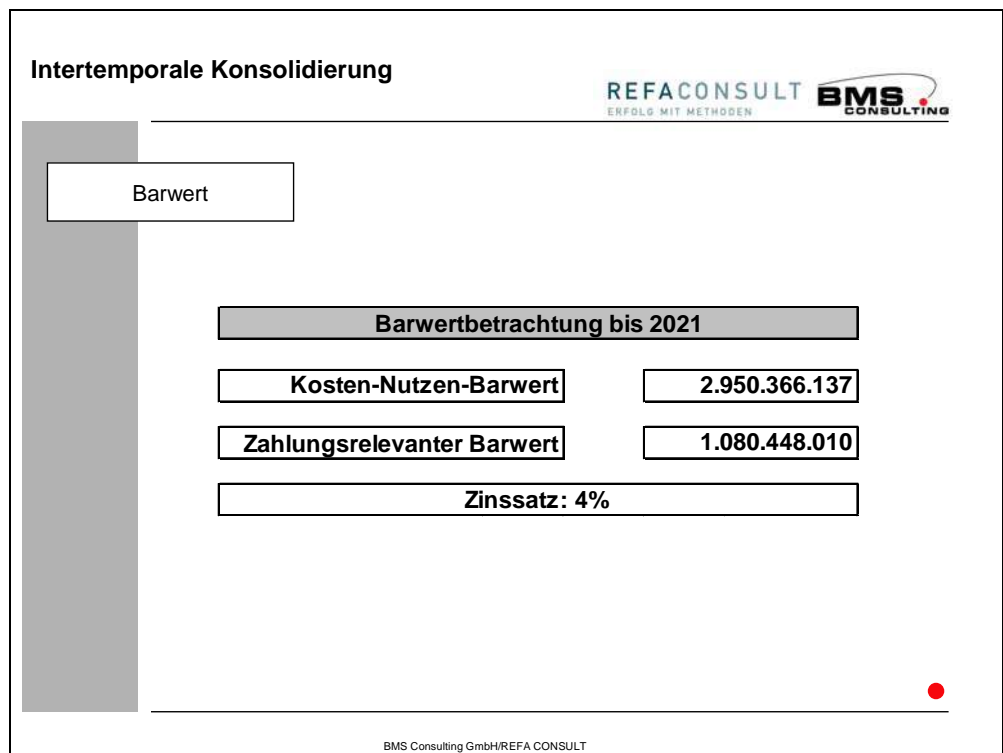 Intertemporale Konsolidierung
REFACONSULT
ERFOLG MIT METHODEN
BMS
CONSULTING
Barwert
Barwertbetrachtung bis 2021
Kosten-Nutzen-Barwert 2.950.366.137
Zahlungsrelevanter Barwert 1.080.448.010
Zinssatz: 4%
BMS Consulting GmbH/REFA CONSULT